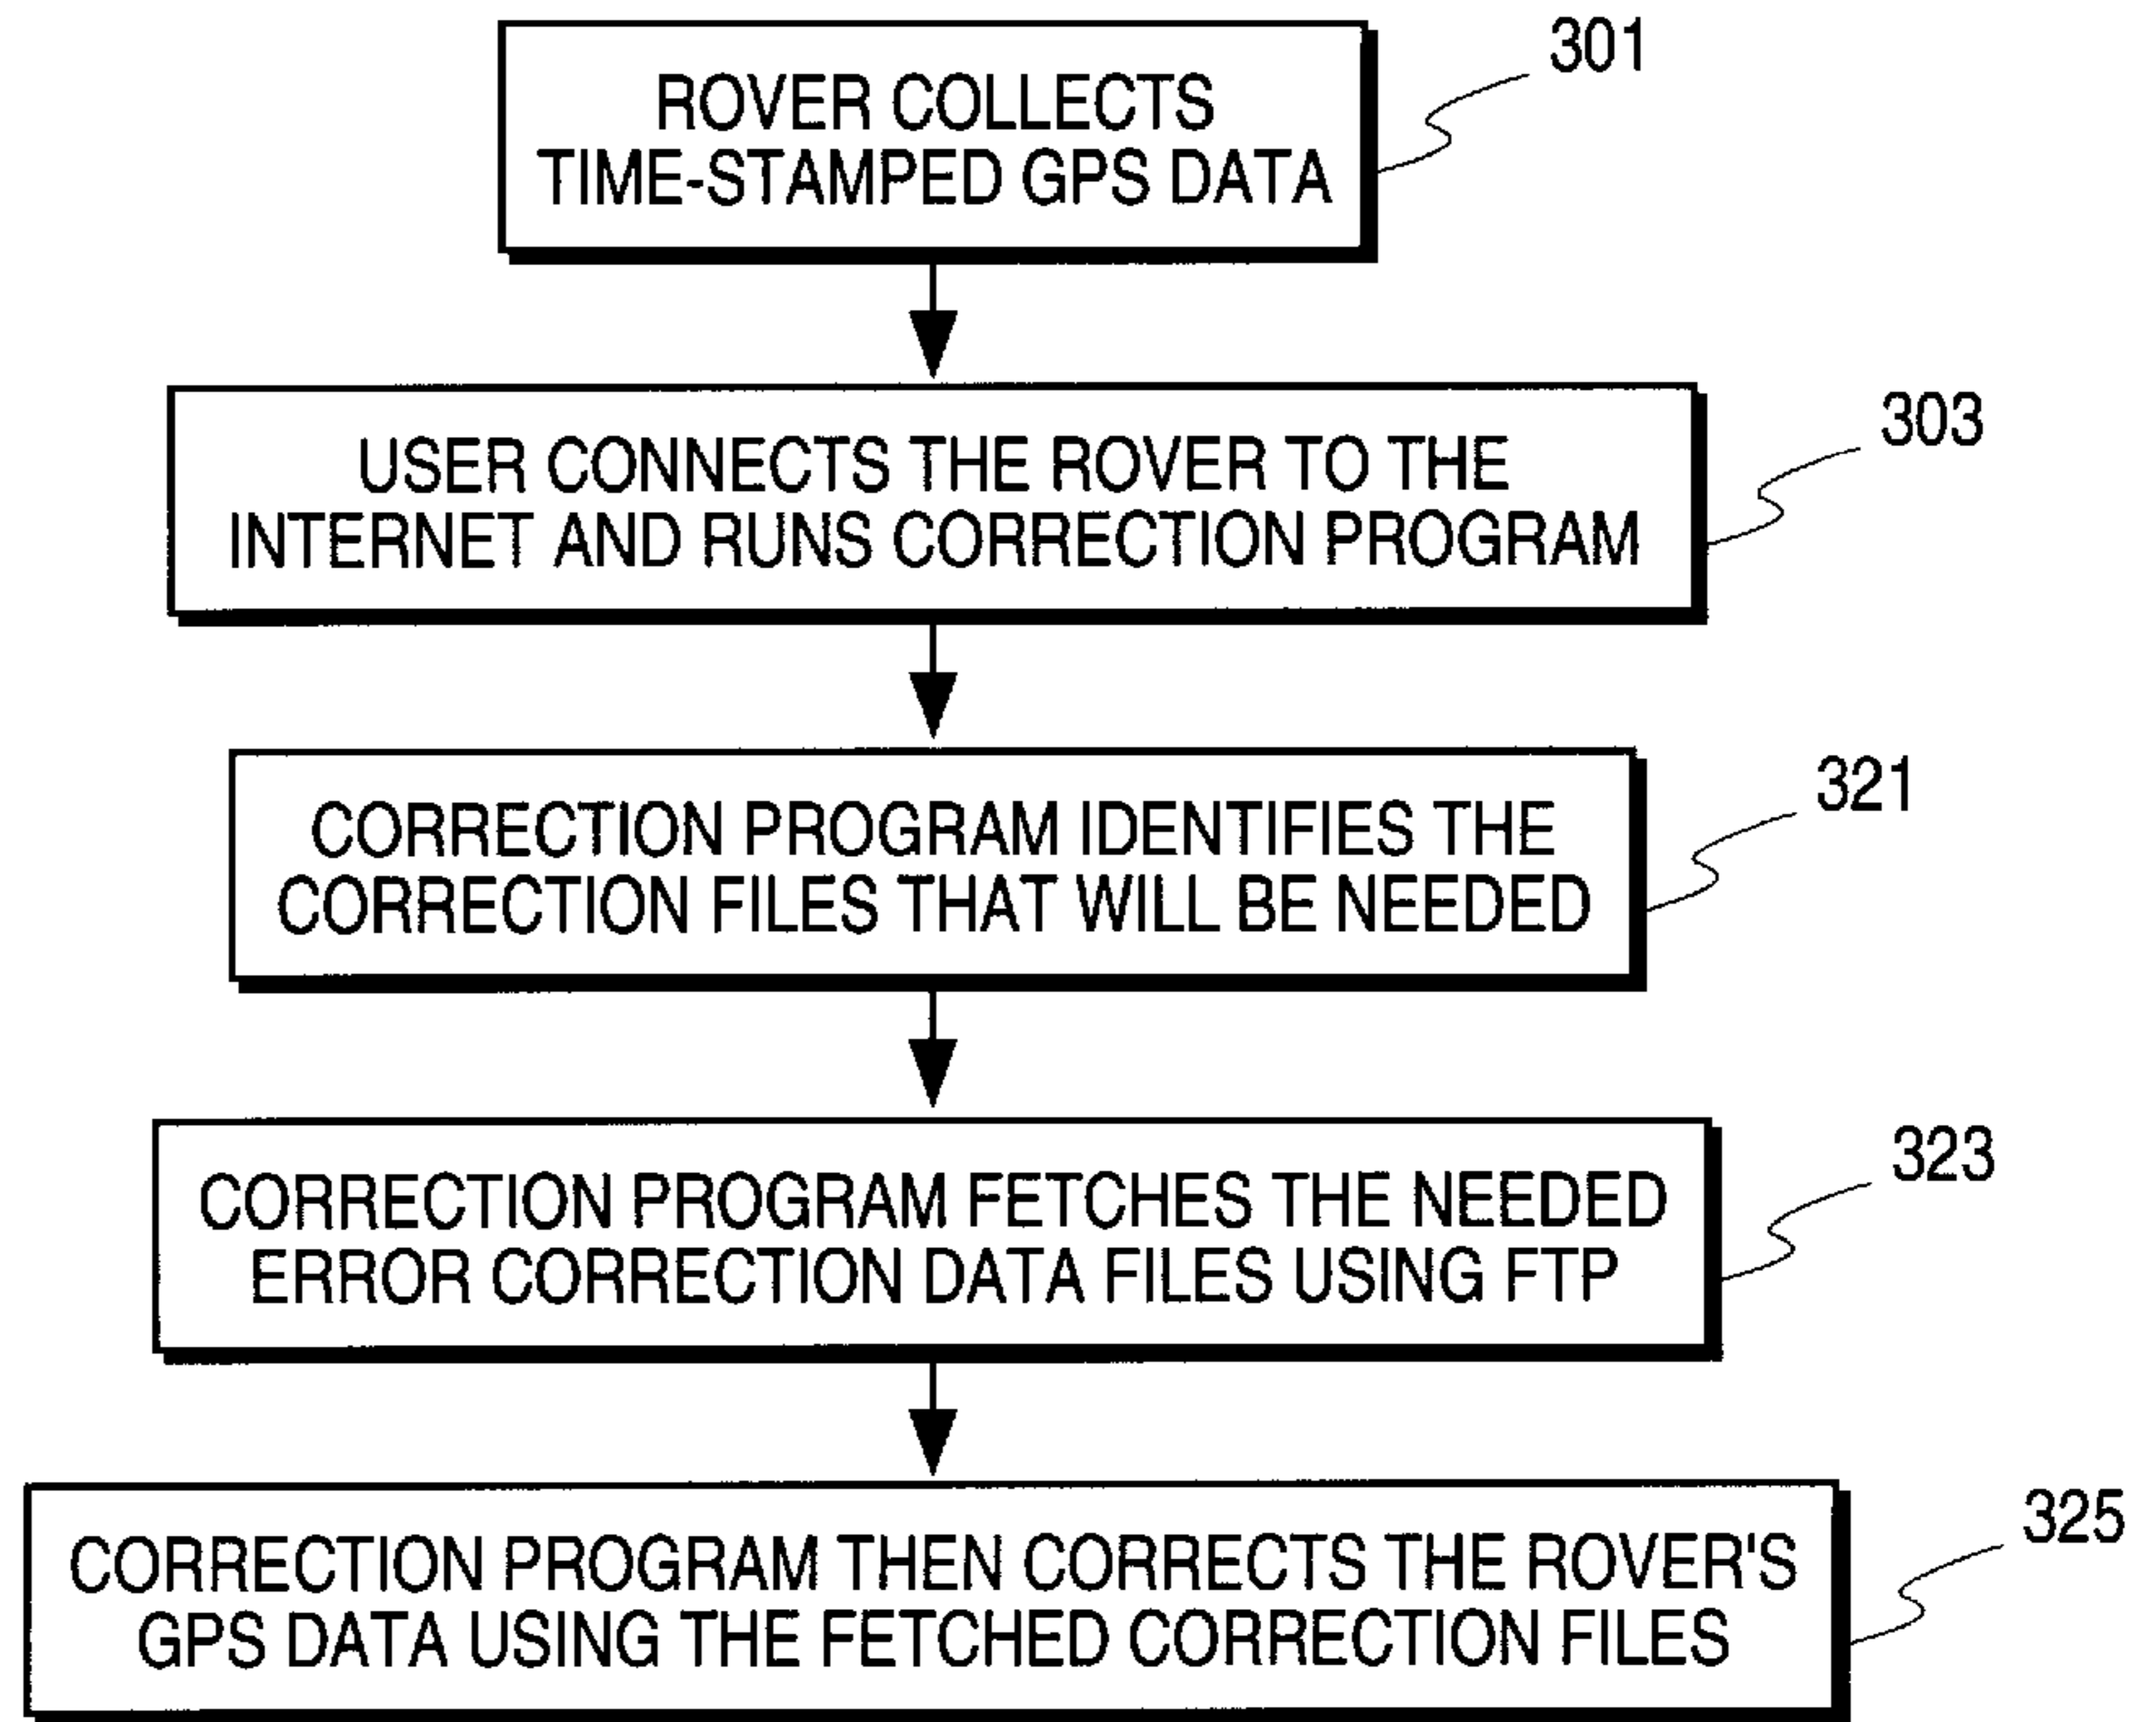 ROVER COLLECTS
TIME-STAMPED GPS DATA
301
USER CONNECTS THE ROVER TO THE
INTERNET AND RUNS CORRECTION PROGRAM
303
CORRECTION PROGRAM IDENTIFIES THE
CORRECTION FILES THAT WILL BE NEEDED
321
CORRECTION PROGRAM FETCHES THE NEEDED
ERROR CORRECTION DATA FILES USING FTP
323
CORRECTION PROGRAM THEN CORRECTS THE ROVER'S
GPS DATA USING THE FETCHED CORRECTION FILES
325